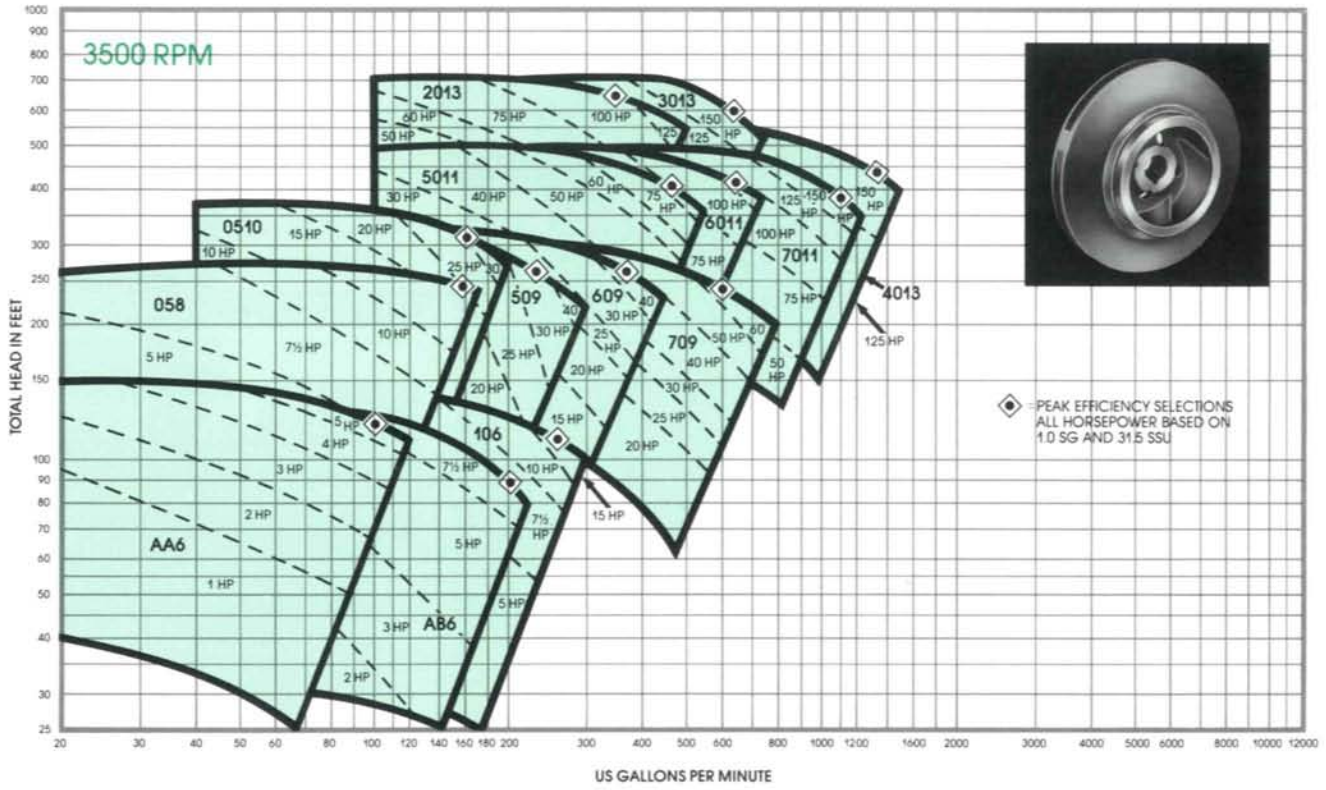 3500 RPM
TOTAL HEAD IN FEET
1000
900
800
700
600
500
400
300
250
200
150
100
90
80
70
60
50
40
30
25
2013
3013
60 HP
75 HP
100 HP
150 HP
50 HP
125
125
5011
30 HP
40 HP
50 HP
60 HP
75 HP
100 HP
125 HP
150 HP
150 HP
6011
75 HP
100 HP
7011
75 HP
4013
125 HP
0510
10 HP
15 HP
20 HP
25 HP
30
509
609
40
30 HP
40
30 HP
25 HP
25 HP
20 HP
20 HP
15 HP
709
50 HP
60
40 HP
50 HP
30 HP
25 HP
20 HP
058
10 HP
7½ HP
5 HP
5 HP
4 HP
3 HP
2 HP
AA6
1 HP
106
7½ HP
10 HP
15 HP
7½ HP
5 HP
5 HP
3 HP
AB6
2 HP
= PEAK EFFICIENCY SELECTIONS
ALL HORSEPOWER BASED ON
1.0 SG AND 31.5 SSU
20 30 40 50 60 80 100 120 140 160 180 200 300 400 500 600 800 1000 1200 1600 2000 3000 4000 5000 6000 8000 10000 12000
US GALLONS PER MINUTE